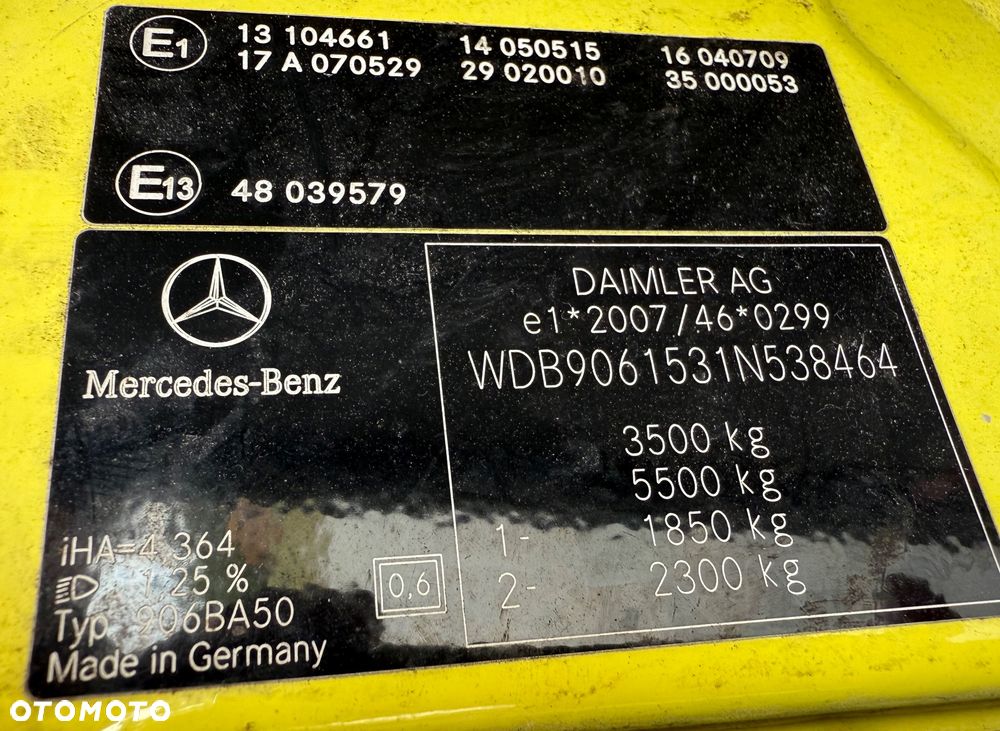 E1 13 104661 14 050515 16 040709
17 A 070529 29 020010 35 000053
E13 48 039579
DAIMLER AG
e1*2007/46*0299
WDB9061531N538464
Mercedes-Benz
3500 kg
5500 kg
1- 1850 kg
2- 2300 kg
iHA=4,364
1,25 %
0,6
Typ 906BA50
Made in Germany
OTOMOTO